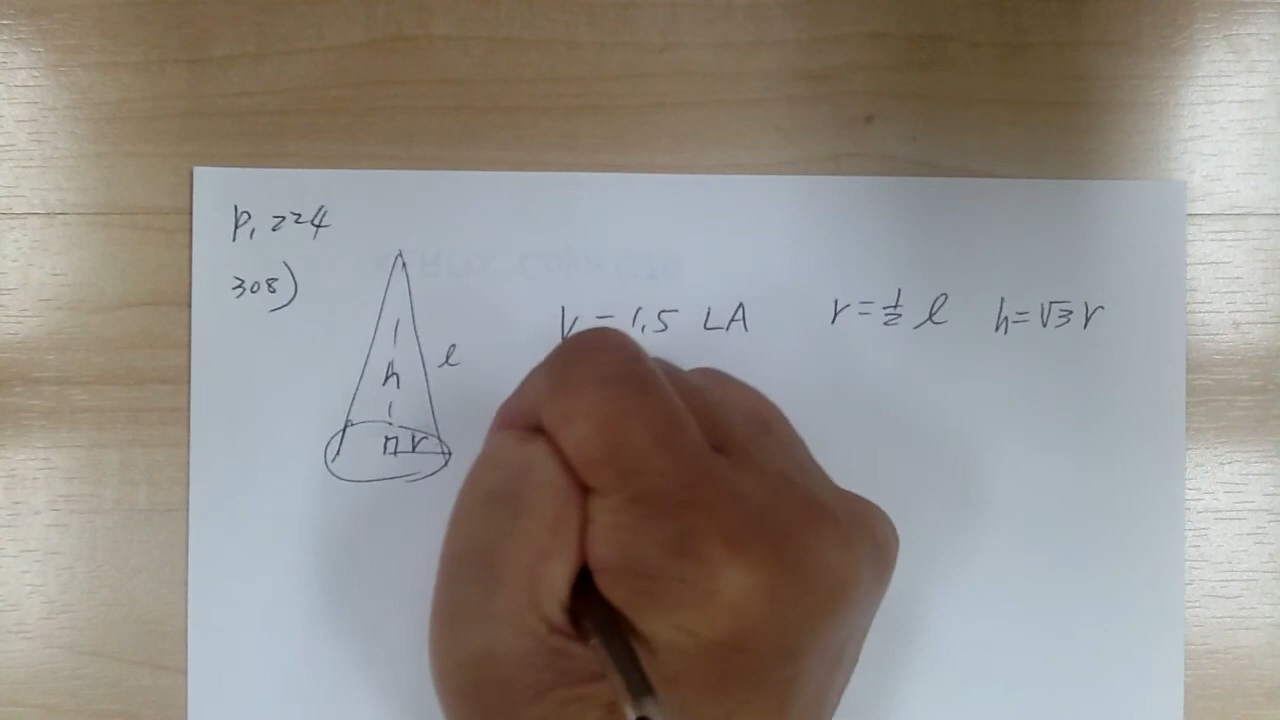 P. 224
308)
V = 1.5 LA r = 1/2 l h = √3 r
l
h
r